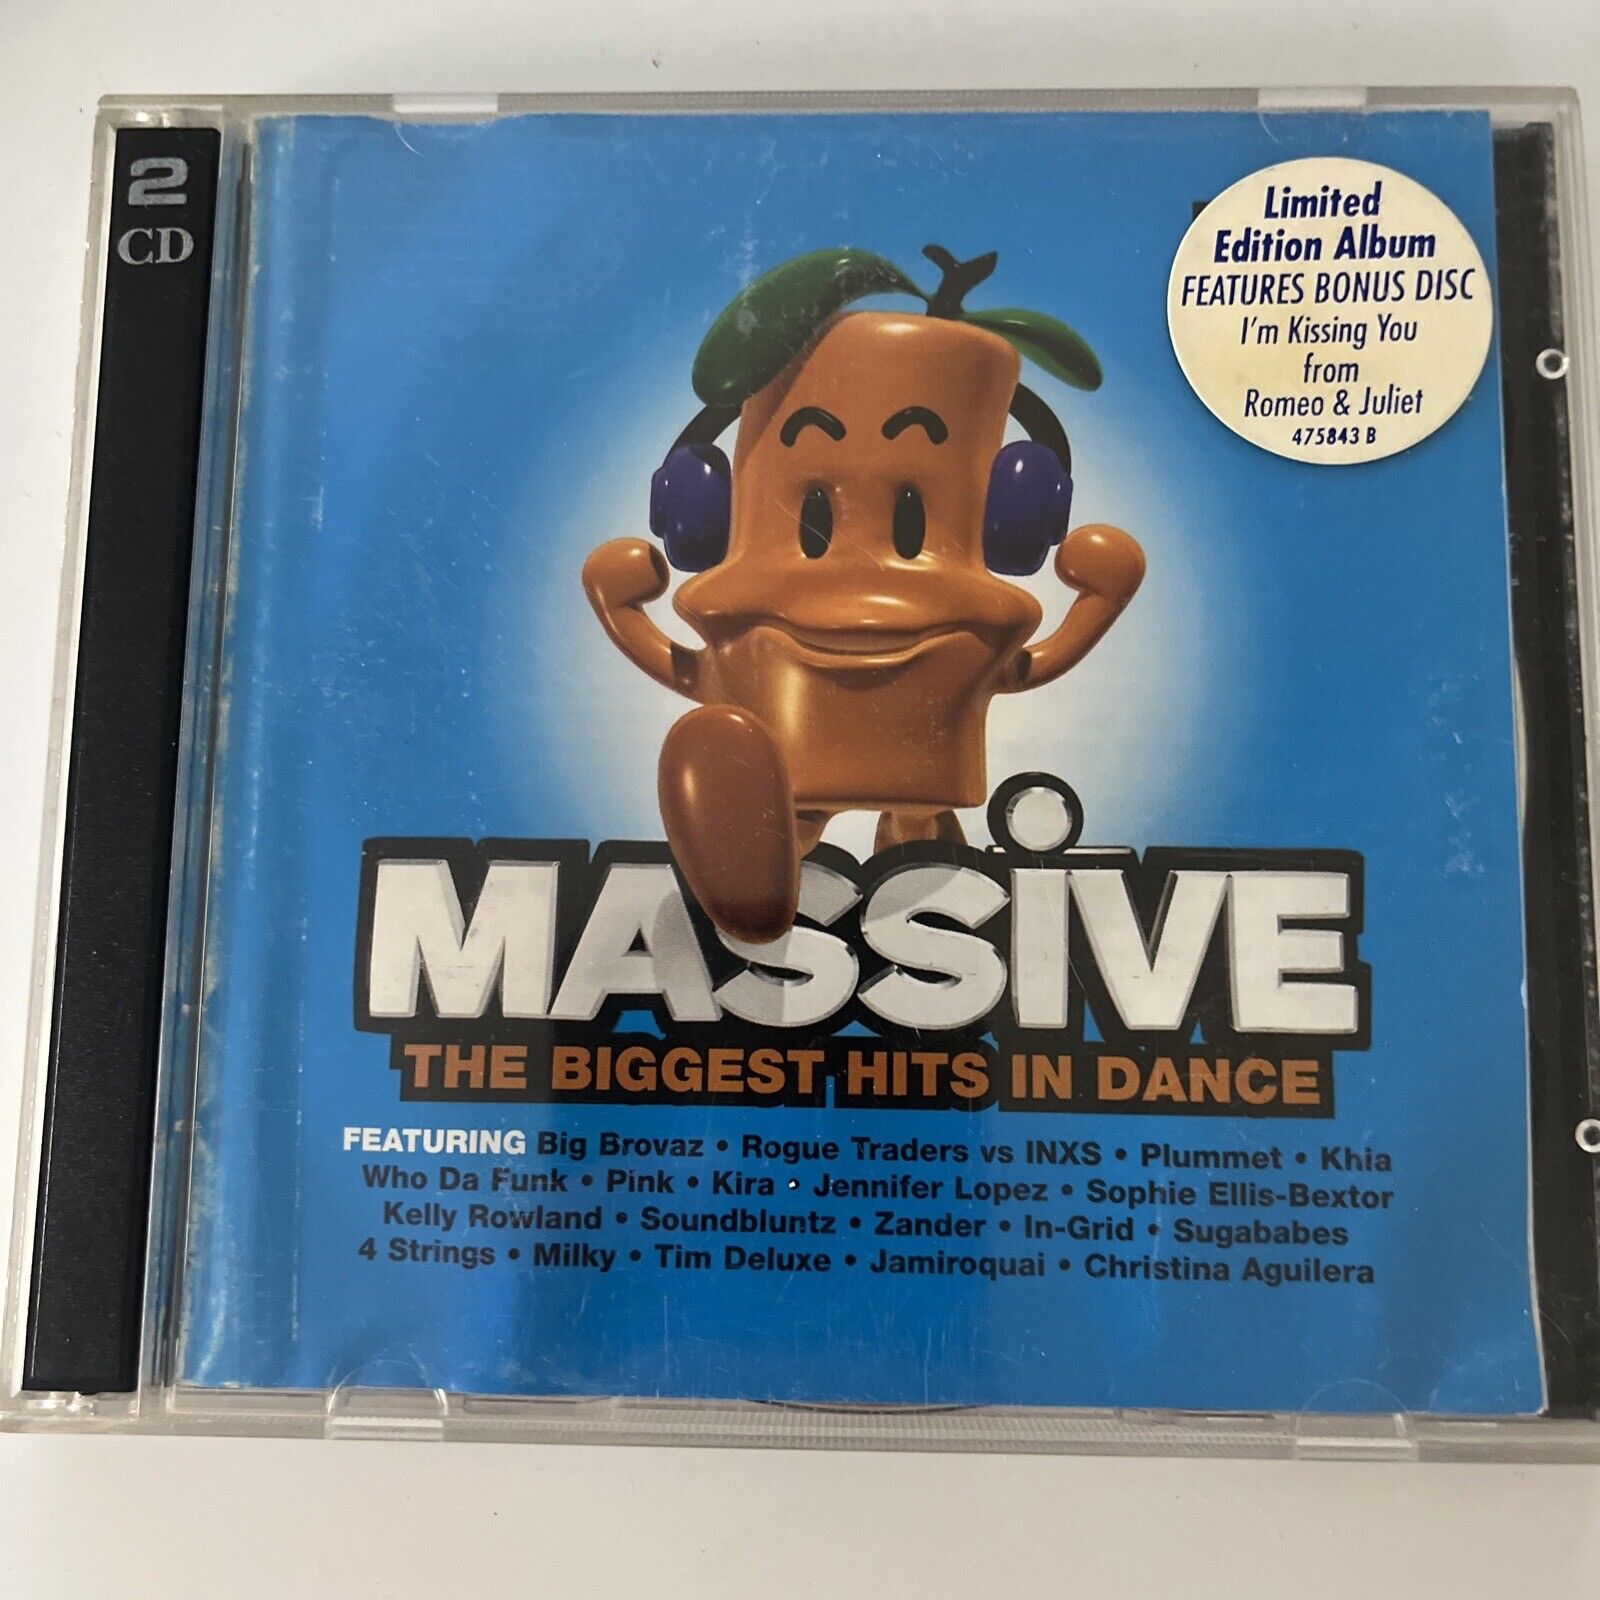 2
CD
Limited
Edition Album
FEATURES BONUS DISC
I'm Kissing You
from
Romeo & Juliet
475843 B
MASSiVE
THE BIGGEST HITS IN DANCE
FEATURING Big Brovaz • Rogue Traders vs INXS • Plummet • Khia
Who Da Funk • Pink • Kira • Jennifer Lopez • Sophie Ellis-Bextor
Kelly Rowland • Soundbluntz • Zander • In-Grid • Sugababes
4 Strings • Milky • Tim Deluxe • Jamiroquai • Christina Aguilera